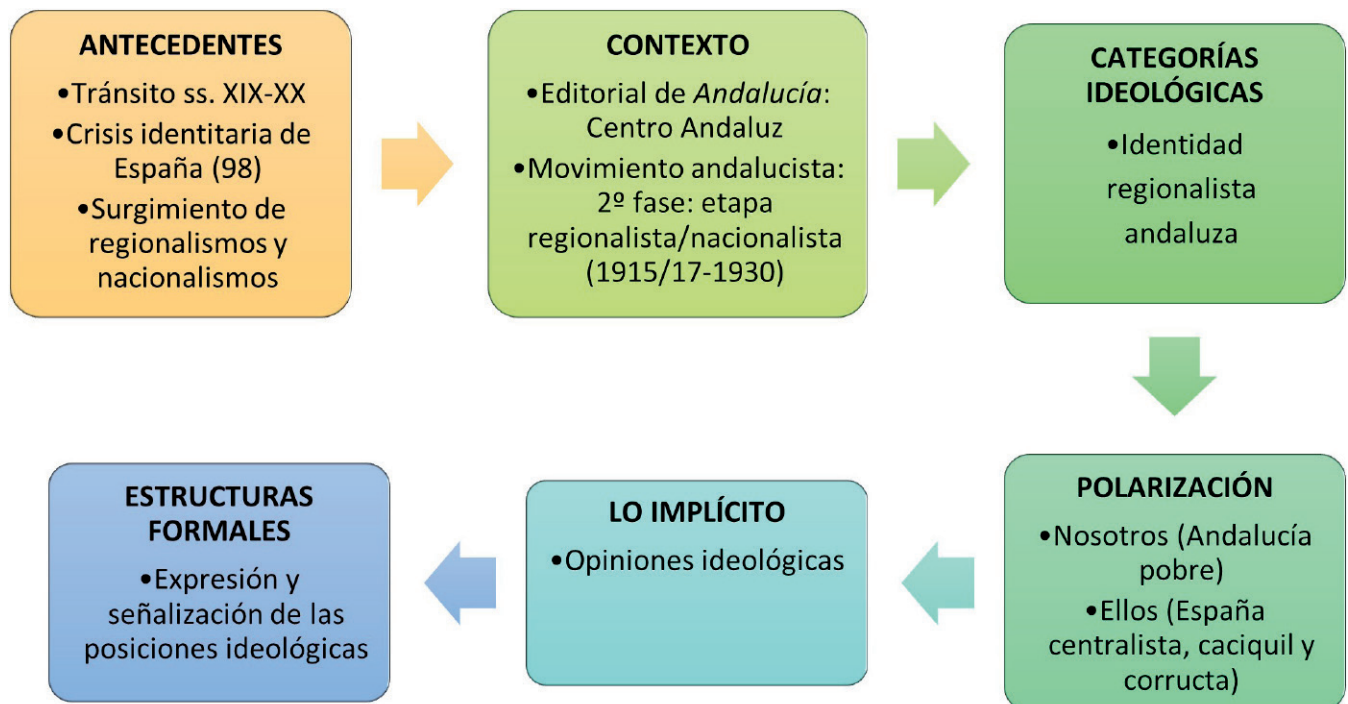 ANTECEDENTES
•Tránsito ss. XIX-XX
•Crisis identitaria de
España (98)
•Surgimiento de
regionalismos y
nacionalismos
CONTEXTO
•Editorial de Andalucía:
Centro Andaluz
•Movimiento andalucista:
2º fase: etapa
regionalista/nacionalista
(1915/17-1930)
CATEGORÍAS
IDEOLÓGICAS
•Identidad
regionalista
andaluza
POLARIZACIÓN
•Nosotros (Andalucía
pobre)
•Ellos (España
centralista, caciquil y
corructa)
LO IMPLÍCITO
•Opiniones ideológicas
ESTRUCTURAS
FORMALES
•Expresión y
señalización de las
posiciones ideológicas